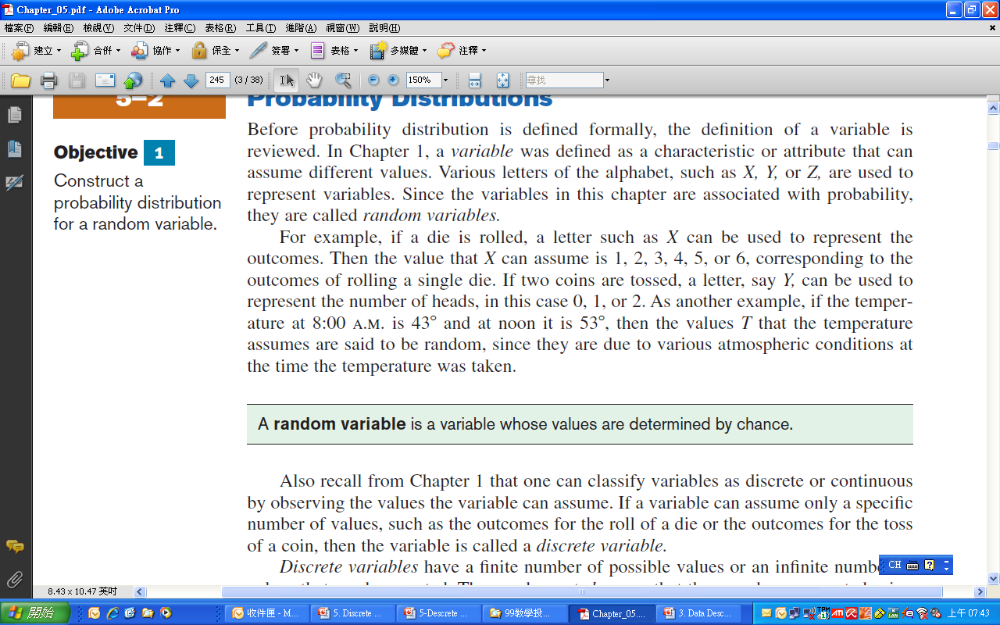 Chapter_05.pdf - Adobe Acrobat Pro
檔案(F) 編輯(E) 檢視(V) 文件(D) 注釋(C) 表格(R) 工具(T) 進階(A) 視窗(W) 說明(H)
建立 合併 協作 保全 簽署 表格 多媒體 注釋
245 (3 / 38) 150% 尋找
5–2
Probability Distributions
Objective 1
Construct a
probability distribution
for a random variable.
Before probability distribution is defined formally, the definition of a variable is
reviewed. In Chapter 1, a variable was defined as a characteristic or attribute that can
assume different values. Various letters of the alphabet, such as X, Y, or Z, are used to
represent variables. Since the variables in this chapter are associated with probability,
they are called random variables.
For example, if a die is rolled, a letter such as X can be used to represent the
outcomes. Then the value that X can assume is 1, 2, 3, 4, 5, or 6, corresponding to the
outcomes of rolling a single die. If two coins are tossed, a letter, say Y, can be used to
represent the number of heads, in this case 0, 1, or 2. As another example, if the temper-
ature at 8:00 A.M. is 43° and at noon it is 53°, then the values T that the temperature
assumes are said to be random, since they are due to various atmospheric conditions at
the time the temperature was taken.
A random variable is a variable whose values are determined by chance.
Also recall from Chapter 1 that one can classify variables as discrete or continuous
by observing the values the variable can assume. If a variable can assume only a specific
number of values, such as the outcomes for the roll of a die or the outcomes for the toss
of a coin, then the variable is called a discrete variable.
Discrete variables have a finite number of possible values or an infinite numb
CH
8.43 x 10.47 英吋
開始 收件匣 - M... 5. Discrete ... 5-Descrete ... 99教學投... Chapter_05.... 3. Data Desc... 上午 07:43